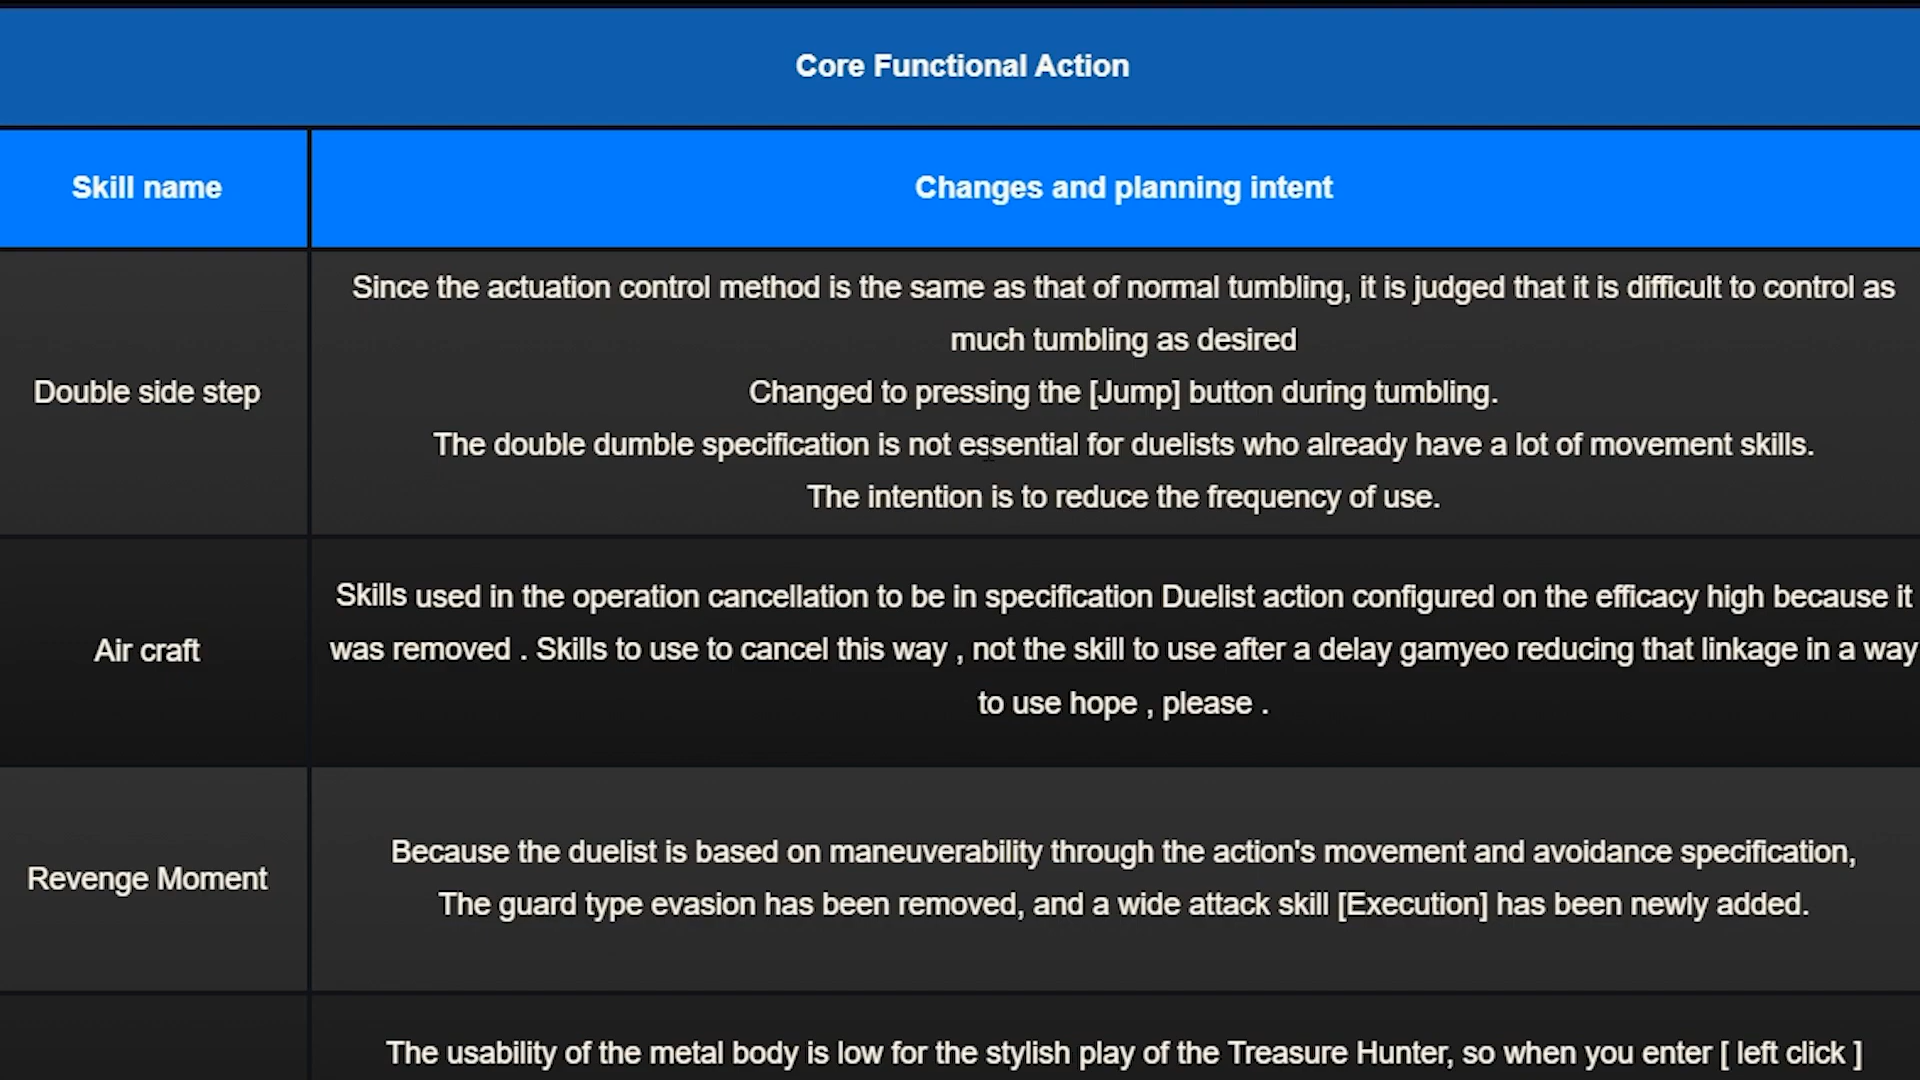 Core Functional Action
Skill name
Changes and planning intent
Double side step
Since the actuation control method is the same as that of normal tumbling, it is judged that it is difficult to control as
much tumbling as desired
Changed to pressing the [Jump] button during tumbling.
The double dumble specification is not essential for duelists who already have a lot of movement skills.
The intention is to reduce the frequency of use.
Air craft
Skills used in the operation cancellation to be in specification Duelist action configured on the efficacy high because it
was removed . Skills to use to cancel this way , not the skill to use after a delay gamyeo reducing that linkage in a way
to use hope , please .
Revenge Moment
Because the duelist is based on maneuverability through the action's movement and avoidance specification,
The guard type evasion has been removed, and a wide attack skill [Execution] has been newly added.
The usability of the metal body is low for the stylish play of the Treasure Hunter, so when you enter [ left click ]